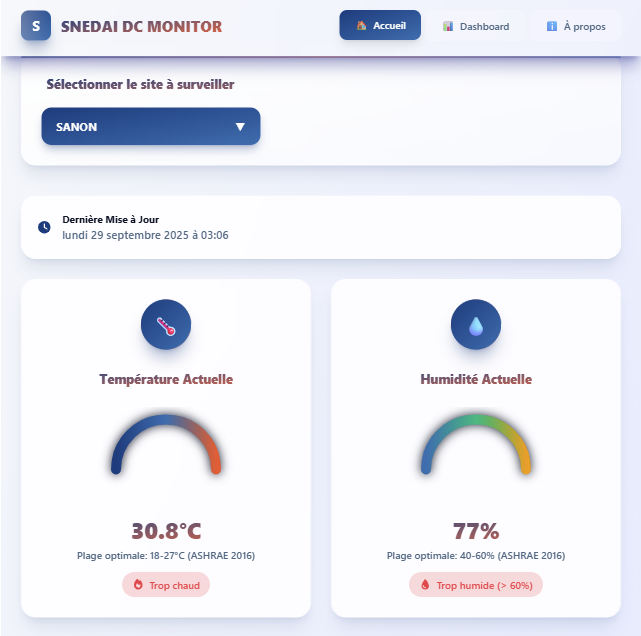 S SNEDAI DC MONITOR Accueil Dashboard À propos
Sélectionner le site à surveiller
SANON ▼
Dernière Mise à Jour
lundi 29 septembre 2025 à 03:06
Température Actuelle
30.8°C
Plage optimale: 18-27°C (ASHRAE 2016)
Trop chaud
Humidité Actuelle
77%
Plage optimale: 40-60% (ASHRAE 2016)
Trop humide (> 60%)